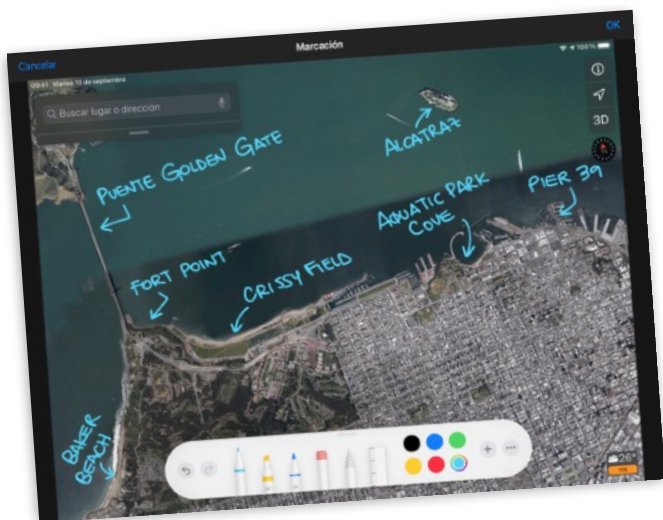 Cancelar
Marcación
OK
09:41 Martes 10 de septiembre
100%
Buscar lugar o dirección
3D
ALCATRAZ
PUENTE GOLDEN GATE
PIER 39
AQUATIC PARK
COVE
FORT POINT
CRISSY FIELD
BAKER
BEACH